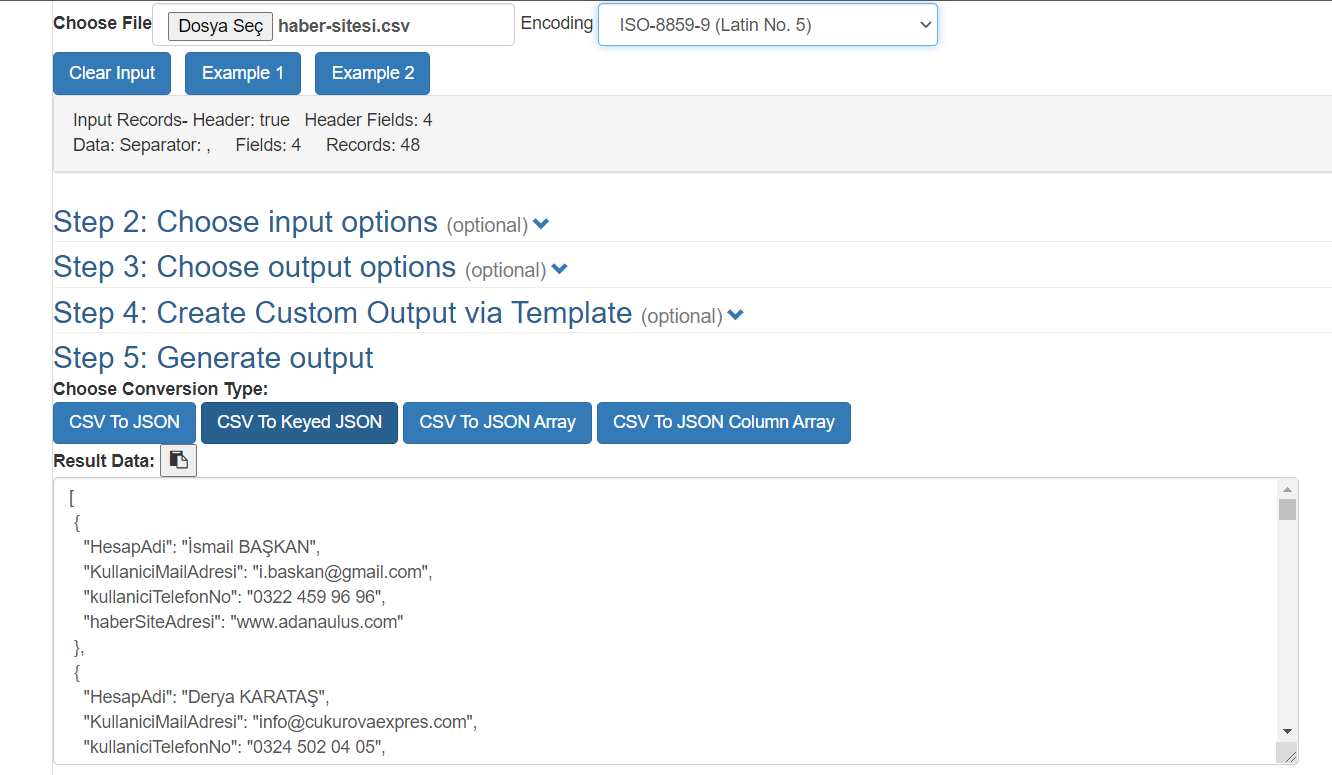 Choose File Dosya Seç haber-sitesi.csv Encoding ISO-8859-9 (Latin No. 5)
Clear Input Example 1 Example 2
Input Records- Header: true Header Fields: 4
Data: Separator: , Fields: 4 Records: 48
Step 2: Choose input options (optional)
Step 3: Choose output options (optional)
Step 4: Create Custom Output via Template (optional)
Step 5: Generate output
Choose Conversion Type:
CSV To JSON CSV To Keyed JSON CSV To JSON Array CSV To JSON Column Array
Result Data:
[
{
"HesapAdi": "İsmail BAŞKAN",
"KullaniciMailAdresi": "i.baskan@gmail.com",
"kullaniciTelefonNo": "0322 459 96 96",
"haberSiteAdresi": "www.adanaulus.com"
},
{
"HesapAdi": "Derya KARATAŞ",
"KullaniciMailAdresi": "info@cukurovaexpres.com",
"kullaniciTelefonNo": "0324 502 04 05",